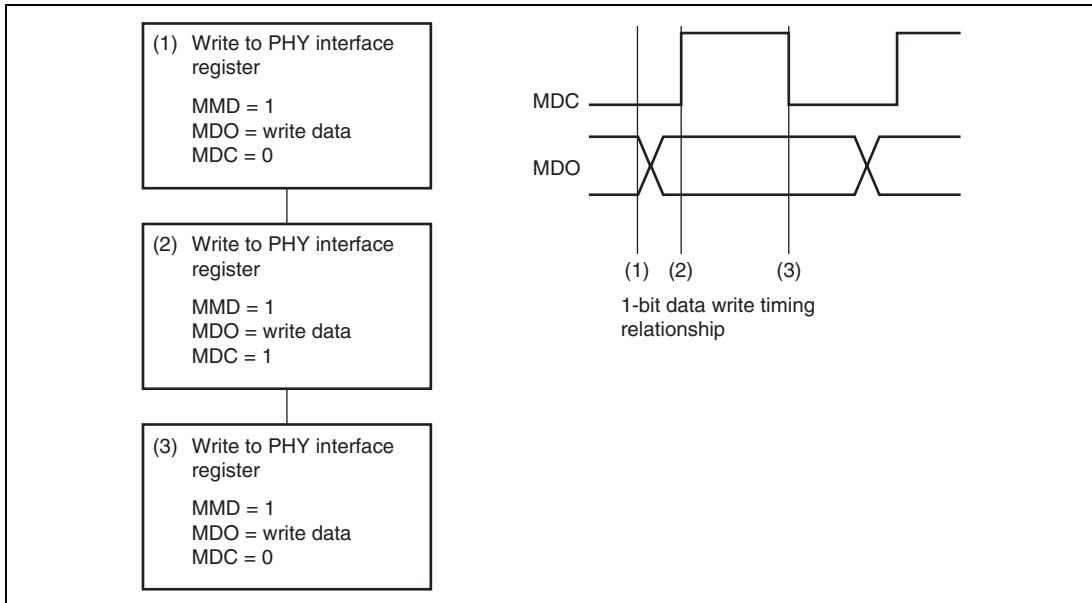 (1) Write to PHY interface
register
MMD = 1
MDO = write data
MDC = 0
(2) Write to PHY interface
register
MMD = 1
MDO = write data
MDC = 1
(3) Write to PHY interface
register
MMD = 1
MDO = write data
MDC = 0
MDC
MDO
(1) (2) (3)
1-bit data write timing
relationship